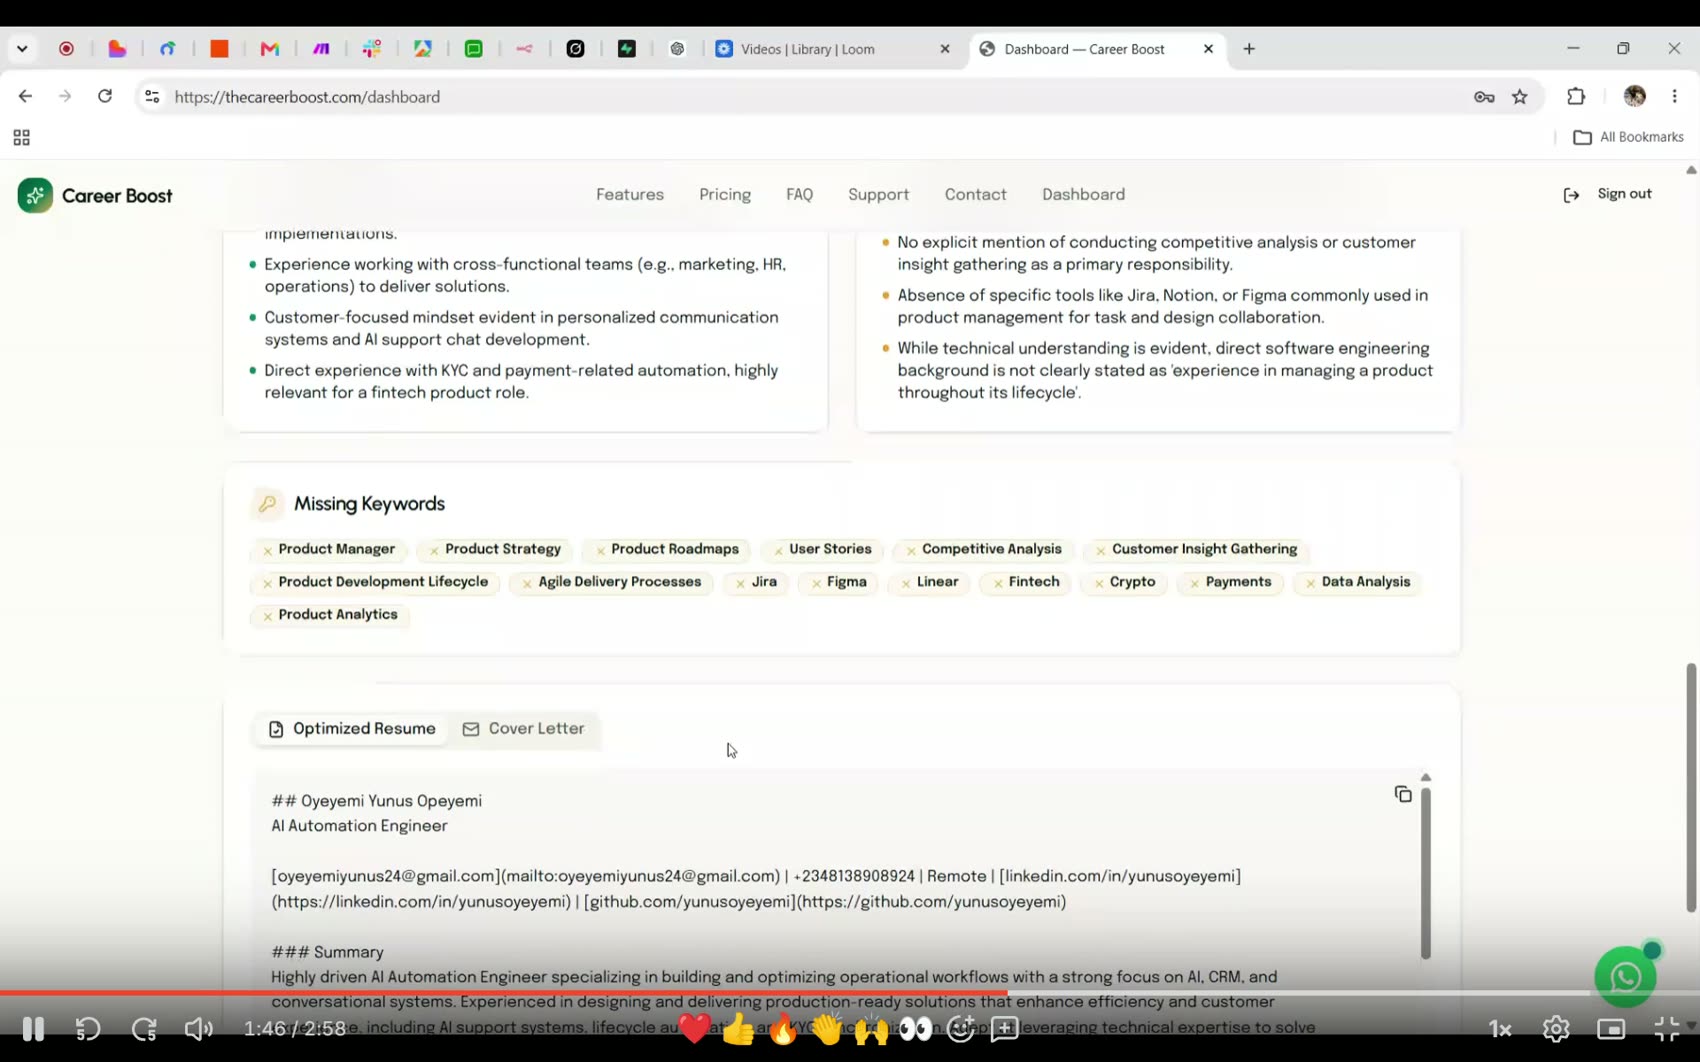 Videos | Library | Loom
Dashboard — Career Boost
https://thecareerboost.com/dashboard
All Bookmarks
Career Boost
Features
Pricing
FAQ
Support
Contact
Dashboard
Sign out
implementations.
Experience working with cross-functional teams (e.g., marketing, HR,
operations) to deliver solutions.
Customer-focused mindset evident in personalized communication
systems and AI support chat development.
Direct experience with KYC and payment-related automation, highly
relevant for a fintech product role.
No explicit mention of conducting competitive analysis or customer
insight gathering as a primary responsibility.
Absence of specific tools like Jira, Notion, or Figma commonly used in
product management for task and design collaboration.
While technical understanding is evident, direct software engineering
background is not clearly stated as 'experience in managing a product
throughout its lifecycle'.
Missing Keywords
× Product Manager × Product Strategy × Product Roadmaps × User Stories × Competitive Analysis × Customer Insight Gathering
× Product Development Lifecycle × Agile Delivery Processes × Jira × Figma × Linear × Fintech × Crypto × Payments × Data Analysis
× Product Analytics
Optimized Resume
Cover Letter
## Oyeyemi Yunus Opeyemi
AI Automation Engineer
[oyeyemiyunus24@gmail.com](mailto:oyeyemiyunus24@gmail.com) | +2348138908924 | Remote | [linkedin.com/in/yunusoyeyemi]
(https://linkedin.com/in/yunusoyeyemi) | [github.com/yunusoyeyemi](https://github.com/yunusoyeyemi)
### Summary
Highly driven AI Automation Engineer specializing in building and optimizing operational workflows with a strong focus on AI, CRM, and
conversational systems. Experienced in designing and delivering production-ready solutions that enhance efficiency and customer
including AI support systems, lifecycle KYC leveraging technical expertise to solve
1:46 / 2:58
1x